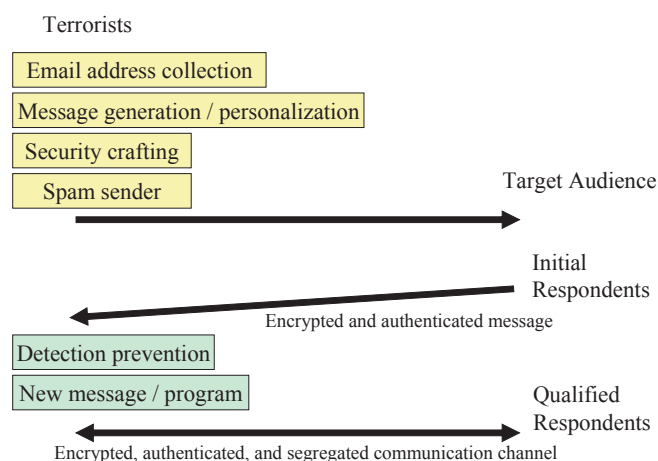 Terrorists
Email address collection
Message generation / personalization
Security crafting
Spam sender
Target Audience
Initial
Respondents
Encrypted and authenticated message
Detection prevention
New message / program
Qualified
Respondents
Encrypted, authenticated, and segregated communication channel